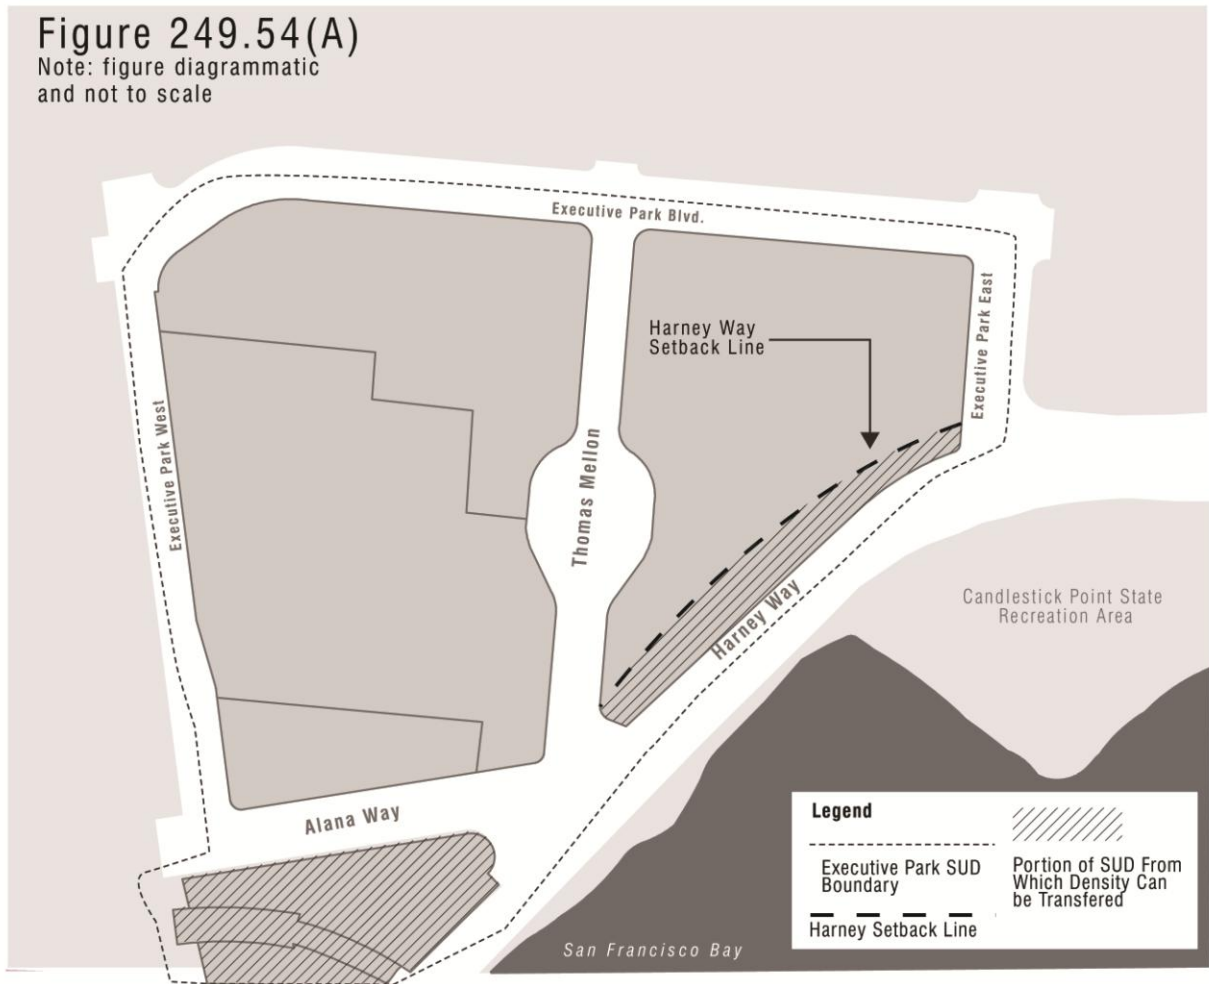 Figure 249.54(A)
Note: figure diagrammatic
and not to scale
Executive Park Blvd.
Harney Way
Setback Line
Executive Park East
Executive Park West
Thomas Mellon
Harney Way
Candlestick Point State
Recreation Area
Alana Way
San Francisco Bay
Legend
Executive Park SUD
Boundary
Harney Setback Line
Portion of SUD From
Which Density Can
be Transfered